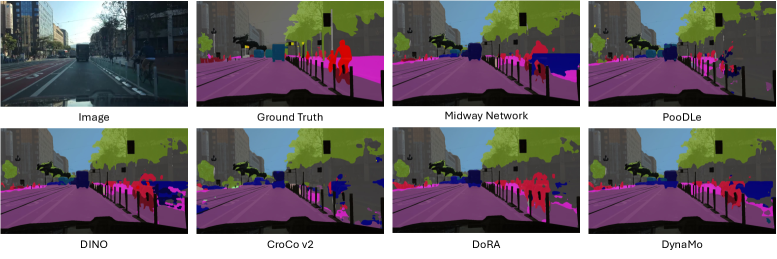 Image
Ground Truth
Midway Network
PooDLe
DINO
CroCo v2
DoRA
DynaMo